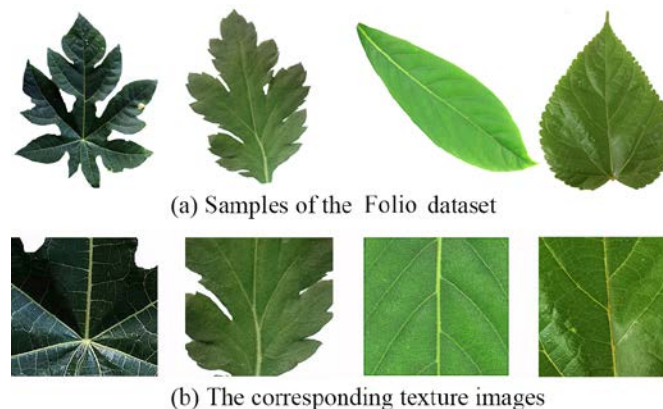 (a) Samples of the Folio dataset
(b) The corresponding texture images